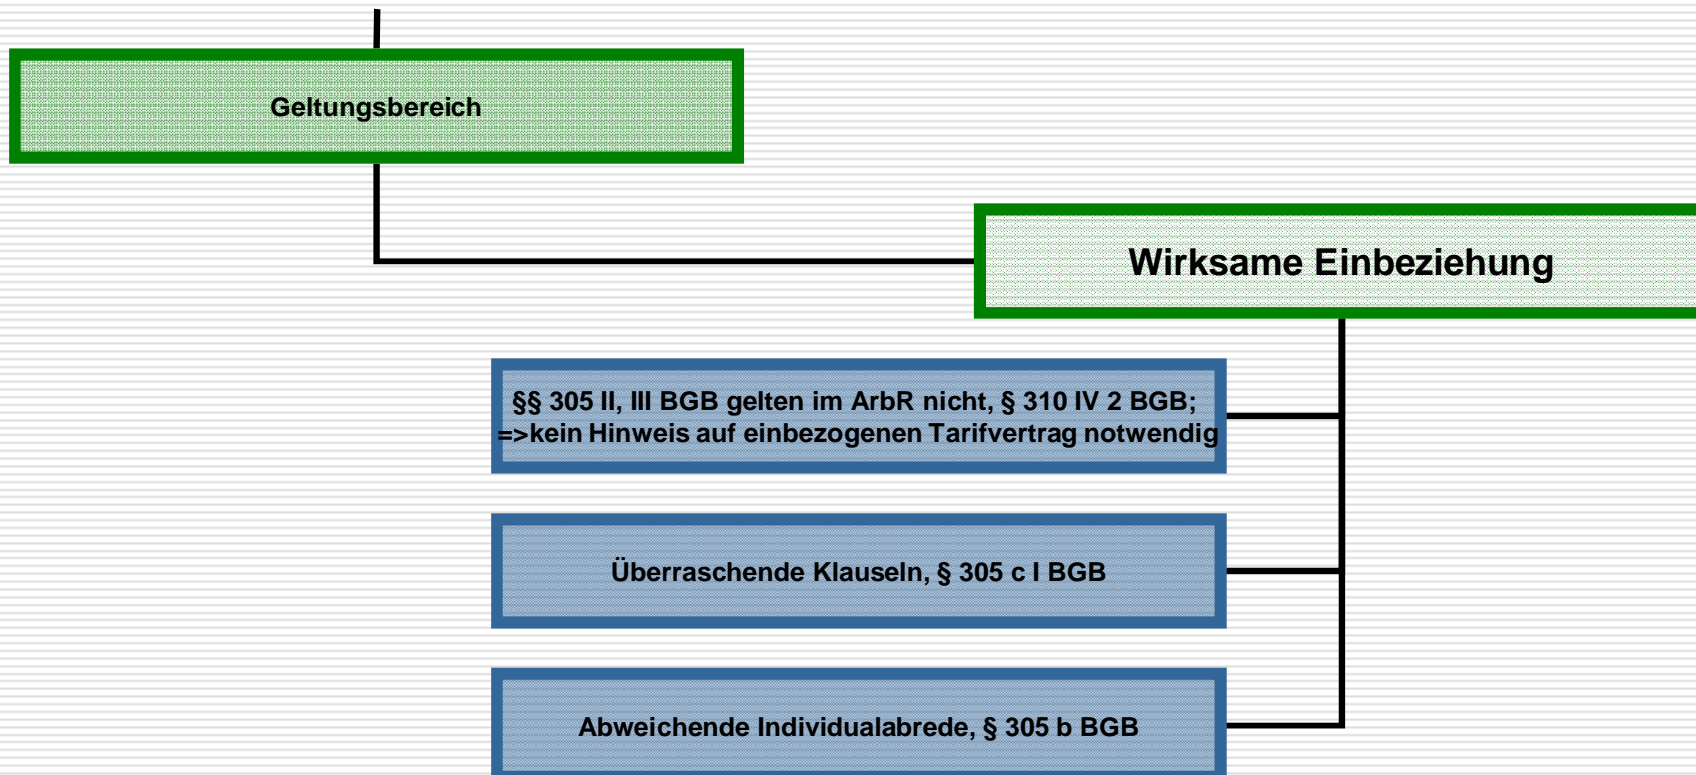 Geltungsbereich
Wirksame Einbeziehung
§§ 305 II, III BGB gelten im ArbR nicht, § 310 IV 2 BGB;
=>kein Hinweis auf einbezogenen Tarifvertrag notwendig
Überraschende Klauseln, § 305 c I BGB
Abweichende Individualabrede, § 305 b BGB